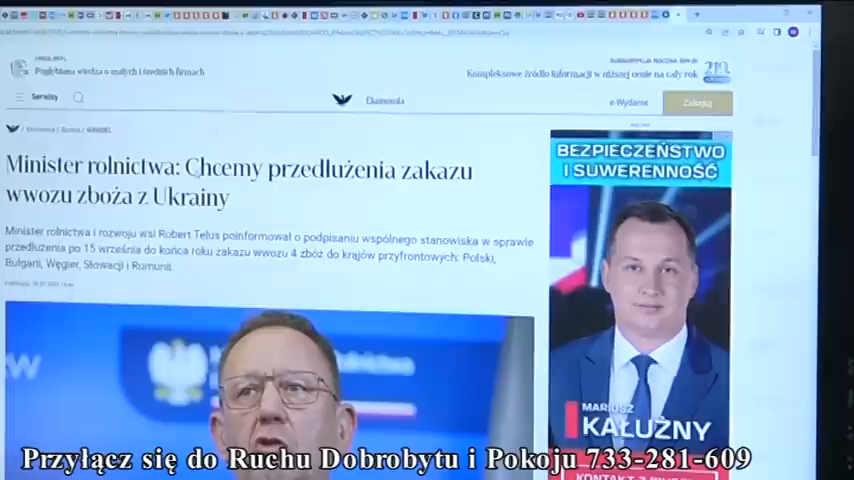 Pogłębiona wiedza o małych i średnich firmach
Kompleksowe źródło informacji w niższej cenie na cały rok
Serwisy
Ekonomia
e-Wydanie
Zaloguj
Minister rolnictwa: Chcemy przedłużenia zakazu
wwozu zboża z Ukrainy
Minister rolnictwa i rozwoju wsi Robert Telus poinformował o podpisaniu wspólnego stanowiska w sprawie
przedłużenia po 15 września do końca roku zakazu wwozu 4 zbóż do krajów przyfrontowych: Polski,
Bułgarii, Węgier, Słowacji i Rumunii.
BEZPIECZEŃSTWO
I SUWERENNOŚĆ
MARIUSZ
KAŁUŻNY
Przyłącz się do Ruchu Dobrobytu i Pokoju 733-281-609